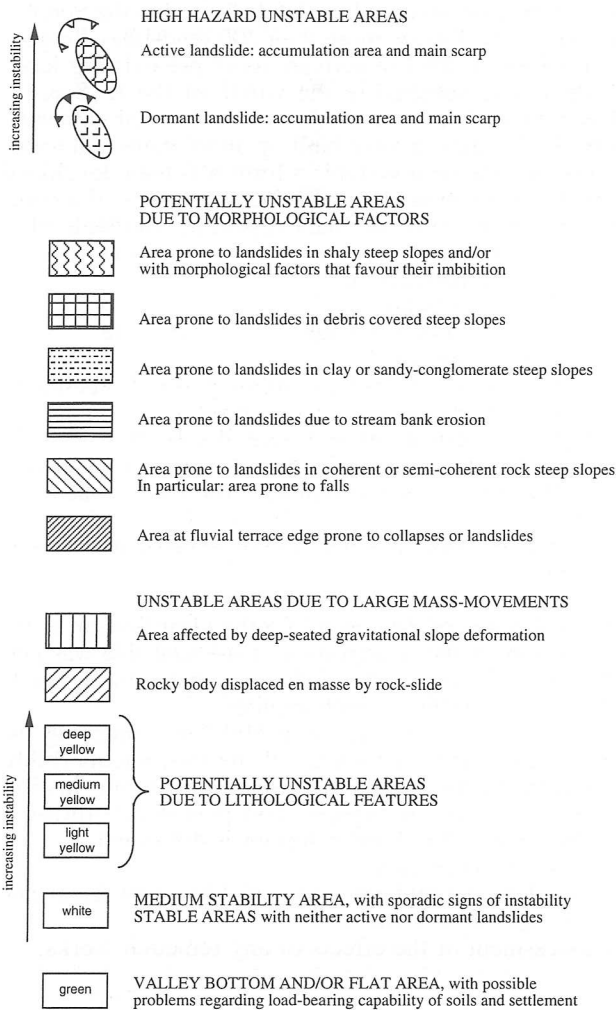 increasing instability
HIGH HAZARD UNSTABLE AREAS
Active landslide: accumulation area and main scarp
Dormant landslide: accumulation area and main scarp
POTENTIALLY UNSTABLE AREAS
DUE TO MORPHOLOGICAL FACTORS
Area prone to landslides in shaly steep slopes and/or
with morphological factors that favour their imbibition
Area prone to landslides in debris covered steep slopes
Area prone to landslides in clay or sandy-conglomerate steep slopes
Area prone to landslides due to stream bank erosion
Area prone to landslides in coherent or semi-coherent rock steep slopes
In particular: area prone to falls
Area at fluvial terrace edge prone to collapses or landslides
UNSTABLE AREAS DUE TO LARGE MASS-MOVEMENTS
Area affected by deep-seated gravitational slope deformation
Rocky body displaced en masse by rock-slide
increasing instability
deep
yellow
medium
yellow
light
yellow
POTENTIALLY UNSTABLE AREAS
DUE TO LITHOLOGICAL FEATURES
white
MEDIUM STABILITY AREA, with sporadic signs of instability
STABLE AREAS with neither active nor dormant landslides
green
VALLEY BOTTOM AND/OR FLAT AREA, with possible
problems regarding load-bearing capability of soils and settlement